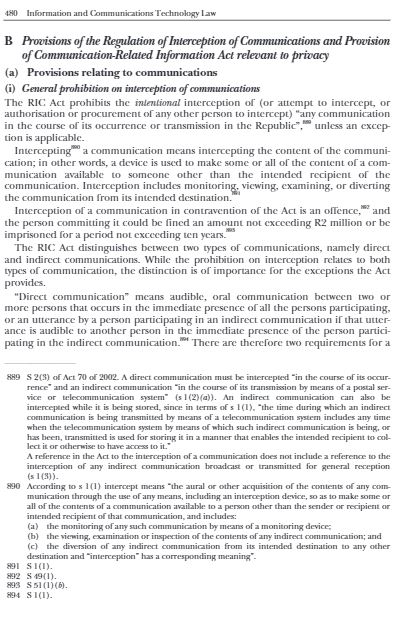 480 Information and Communications Technology Law
B Provisions of the Regulation of Interception of Communications and Provision
of Communication-Related Information Act relevant to privacy
(a) Provisions relating to communications
(i) General prohibition on interception of communications
The RIC Act prohibits the intentional interception of (or attempt to intercept, or
authorisation or procurement of any other person to intercept) “any communication
in the course of its occurrence or transmission in the Republic”,889 unless an excep-
tion is applicable.
Intercepting890 a communication means intercepting the content of the communi-
cation; in other words, a device is used to make some or all of the content of a com-
munication available to someone other than the intended recipient of the
communication. Interception includes monitoring, viewing, examining, or diverting
the communication from its intended destination.891
Interception of a communication in contravention of the Act is an offence,892 and
the person committing it could be fined an amount not exceeding R2 million or be
imprisoned for a period not exceeding ten years.893
The RIC Act distinguishes between two types of communications, namely direct
and indirect communications. While the prohibition on interception relates to both
types of communication, the distinction is of importance for the exceptions the Act
provides.
“Direct communication” means audible, oral communication between two or
more persons that occurs in the immediate presence of all the persons participating,
or an utterance by a person participating in an indirect communication if that utter-
ance is audible to another person in the immediate presence of the person partici-
pating in the indirect communication.894 There are therefore two requirements for a
889 S 2(3) of Act 70 of 2002. A direct communication must be intercepted “in the course of its occur-
rence” and an indirect communication “in the course of its transmission by means of a postal ser-
vice or telecommunication system” (s 1(2)(a)). An indirect communication can also be
intercepted while it is being stored, since in terms of s 1(1), “the time during which an indirect
communication is being transmitted by means of a telecommunication system includes any time
when the telecommunication system by means of which such indirect communication is being, or
has been, transmitted is used for storing it in a manner that enables the intended recipient to col-
lect it or otherwise to have access to it.”
A reference in the Act to the interception of a communication does not include a reference to the
interception of any indirect communication broadcast or transmitted for general reception
(s 1(3)).
890 According to s 1(1) intercept means “the aural or other acquisition of the contents of any com-
munication through the use of any means, including an interception device, so as to make some or
all of the contents of a communication available to a person other than the sender or recipient or
intended recipient of that communication, and includes:
(a) the monitoring of any such communication by means of a monitoring device;
(b) the viewing, examination or inspection of the contents of any indirect communication; and
(c) the diversion of any indirect communication from its intended destination to any other
destination and “interception” has a corresponding meaning”.
891 S 1(1).
892 S 49(1).
893 S 51(1)(b).
894 S 1(1).